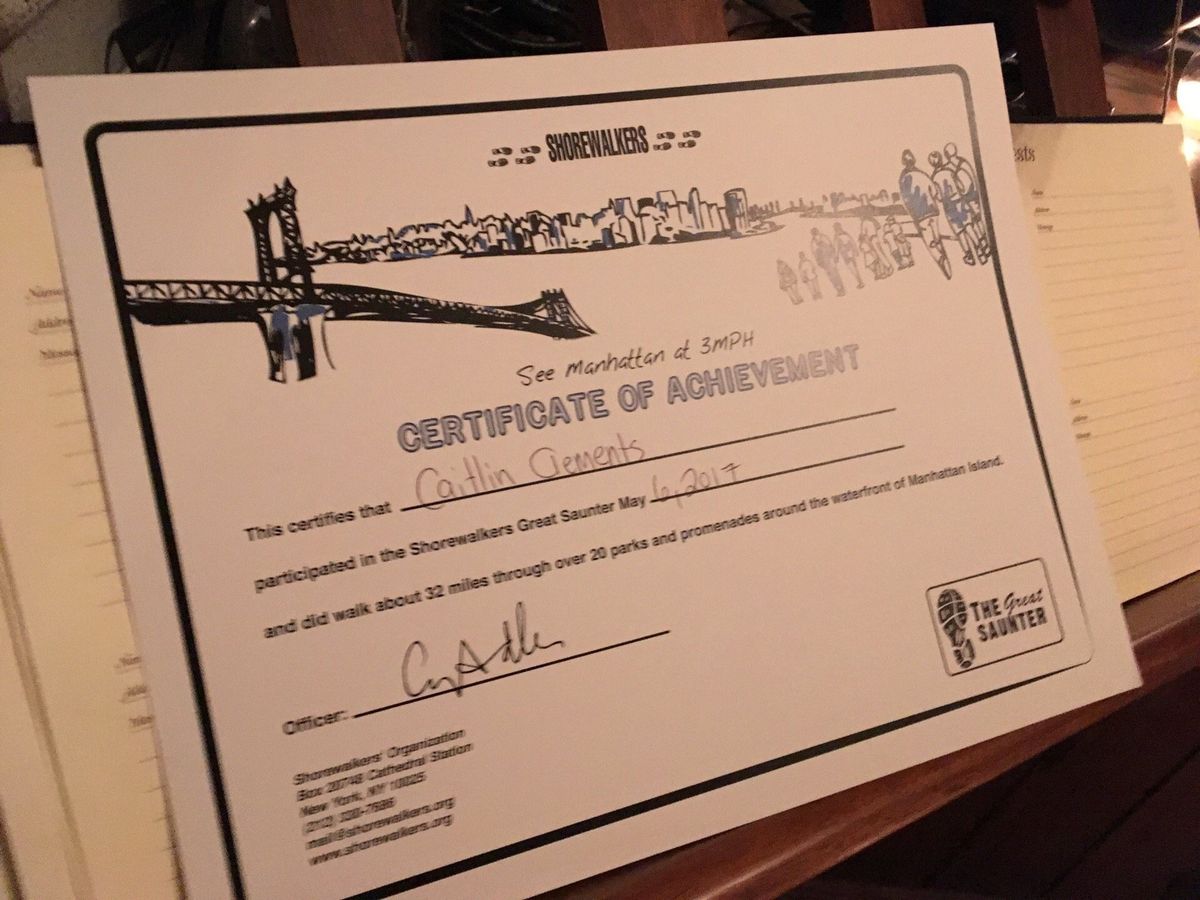 SHOREWALKERS
See Manhattan at 3MPH
CERTIFICATE OF ACHIEVEMENT
This certifies that Caitlin Clements
participated in the Shorewalkers Great Saunter May 6, 2017
and did walk about 32 miles through over 20 parks and promenades around the waterfront of Manhattan Island.
THE Great
SAUNTER
Officer:
Shorewalkers' Organization
Box 20748 Cathedral Station
New York, NY 10025
(212) 330-7686
mail@shorewalkers.org
www.shorewalkers.org